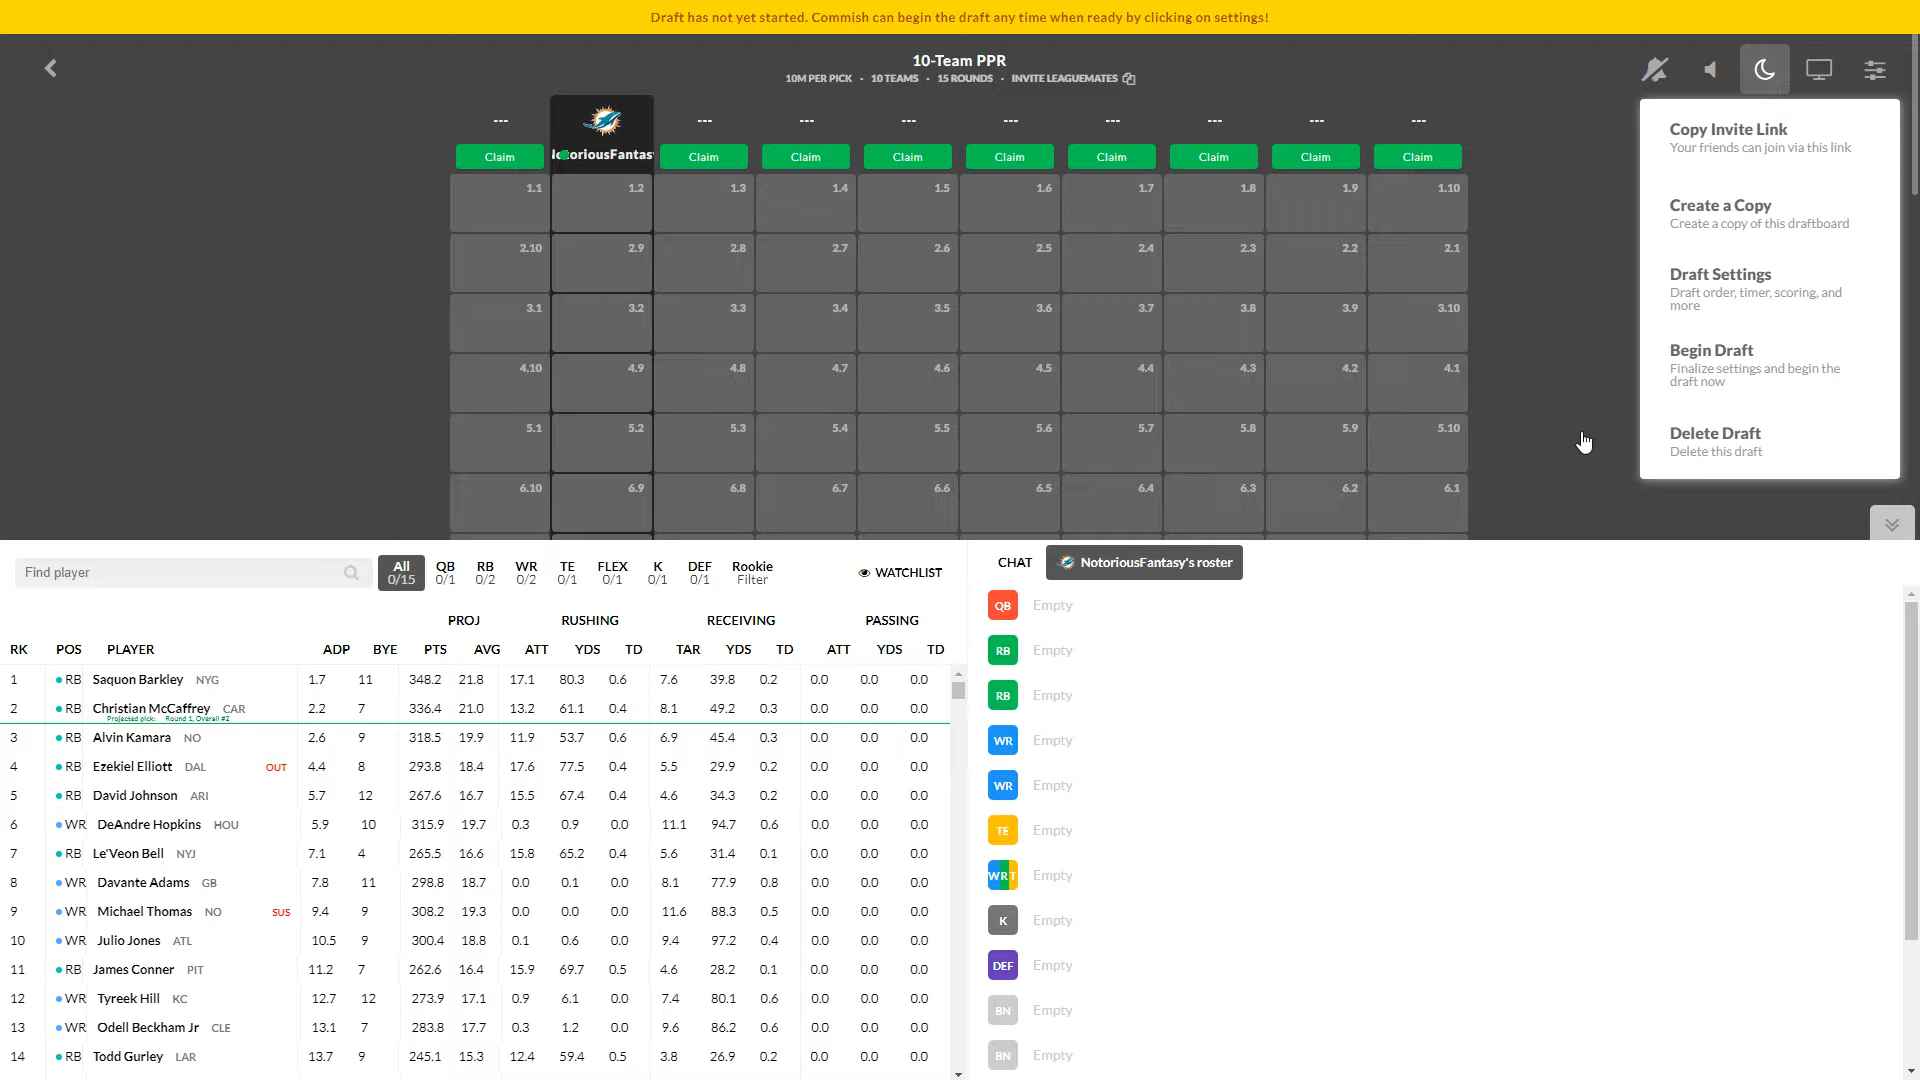 Draft has not yet started. Commish can begin the draft any time when ready by clicking on settings!
10-Team PPR
10M PER PICK - 10 TEAMS - 15 ROUNDS - INVITE LEAGUEMATES
--- --- --- --- --- --- --- --- ---
Claim Claim Claim Claim Claim Claim Claim Claim Claim
1.1 1.2 1.3 1.4 1.5 1.6 1.7 1.8 1.9 1.10
2.10 2.9 2.8 2.7 2.6 2.5 2.4 2.3 2.2 2.1
3.1 3.2 3.3 3.4 3.5 3.6 3.7 3.8 3.9 3.10
4.10 4.9 4.8 4.7 4.6 4.5 4.4 4.3 4.2 4.1
5.1 5.2 5.3 5.4 5.5 5.6 5.7 5.8 5.9 5.10
6.10 6.9 6.8 6.7 6.6 6.5 6.4 6.3 6.2 6.1
Copy Invite Link
Your friends can join via this link
Create a Copy
Create a copy of this draftboard
Draft Settings
Draft order, timer, scoring, and
more
Begin Draft
Finalize settings and begin the
draft now
Delete Draft
Delete this draft
Find player
All QB RB WR TE FLEX K DEF Rookie
0/15 0/1 0/2 0/2 0/1 0/1 0/1 0/1 Filter
WATCHLIST
PROJ RUSHING RECEIVING PASSING
RK POS PLAYER ADP BYE PTS AVG ATT YDS TD TAR YDS TD ATT YDS TD
1 RB Saquon Barkley NYG 1.7 11 348.2 21.8 17.1 80.3 0.6 7.6 39.8 0.2 0.0 0.0 0.0
2 RB Christian McCaffrey CAR 2.2 7 336.4 21.0 13.2 61.1 0.4 8.1 49.2 0.3 0.0 0.0 0.0
Projected pick: Round 1, Overall #2
3 RB Alvin Kamara NO 2.6 9 318.5 19.9 11.9 53.7 0.6 6.9 45.4 0.3 0.0 0.0 0.0
4 RB Ezekiel Elliott DAL OUT 4.4 8 293.8 18.4 17.6 77.5 0.4 5.5 29.9 0.2 0.0 0.0 0.0
5 RB David Johnson ARI 5.7 12 267.6 16.7 15.5 67.4 0.4 4.6 34.3 0.2 0.0 0.0 0.0
6 WR DeAndre Hopkins HOU 5.9 10 315.9 19.7 0.3 0.9 0.0 11.1 94.7 0.6 0.0 0.0 0.0
7 RB Le'Veon Bell NYJ 7.1 4 265.5 16.6 15.8 65.2 0.4 5.6 31.4 0.1 0.0 0.0 0.0
8 WR Davante Adams GB 7.8 11 298.8 18.7 0.0 0.1 0.0 8.1 77.9 0.8 0.0 0.0 0.0
9 WR Michael Thomas NO SUS 9.4 9 308.2 19.3 0.0 0.0 0.0 11.6 88.3 0.5 0.0 0.0 0.0
10 WR Julio Jones ATL 10.5 9 300.4 18.8 0.1 0.6 0.0 9.4 97.2 0.4 0.0 0.0 0.0
11 RB James Conner PIT 11.2 7 262.6 16.4 15.9 69.7 0.5 4.6 28.2 0.1 0.0 0.0 0.0
12 WR Tyreek Hill KC 12.7 12 273.9 17.1 0.9 6.1 0.0 7.4 80.1 0.6 0.0 0.0 0.0
13 WR Odell Beckham Jr CLE 13.1 7 283.8 17.7 0.3 1.2 0.0 9.6 86.2 0.6 0.0 0.0 0.0
14 RB Todd Gurley LAR 13.7 9 245.1 15.3 12.4 59.4 0.5 3.8 26.9 0.2 0.0 0.0 0.0
CHAT NotoriousFantasy's roster
QB Empty
RB Empty
RB Empty
WR Empty
WR Empty
TE Empty
WRT Empty
K Empty
DEF Empty
BN Empty
BN Empty